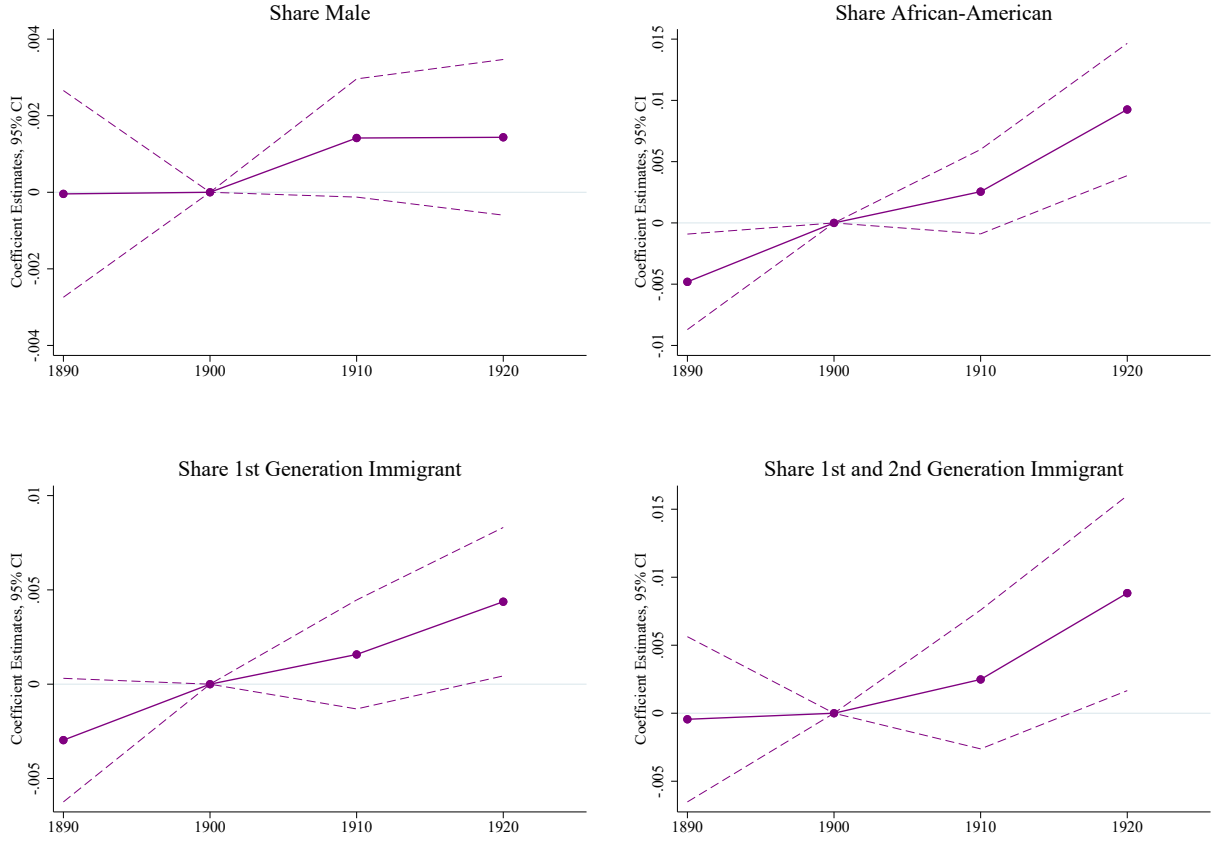 Share Male
Coefficient Estimates, 95% CI
.004
.002
0
-.002
-.004
1890 1900 1910 1920
Share African-American
Coefficient Estimates, 95% CI
.015
.01
.005
0
-.005
-.01
1890 1900 1910 1920
Share 1st Generation Immigrant
Coefficient Estimates, 95% CI
.01
.005
0
-.005
1890 1900 1910 1920
Share 1st and 2nd Generation Immigrant
Coefficient Estimates, 95% CI
.015
.01
.005
0
-.005
1890 1900 1910 1920